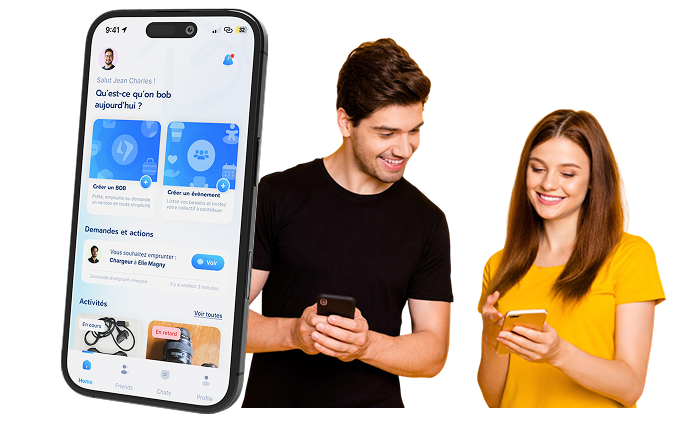 9:41
32
Salut Jean Charles !
Qu'est-ce qu'on bob
aujourd'hui ?
Créer un BOB
Prête, emprunte ou demande
un service en toute simplicité
Créer un événement
Listez vos besoins et invitez
votre collectif à contribuer
Demandes et actions
Vous souhaitez emprunter :
Chargeur à Elie Magny
Voir
Demande d'emprunt envoyée
Il y a environ 3 minutes
Activités
Voir toutes
En cours
En retard
Home
Friends
Chats
Profile